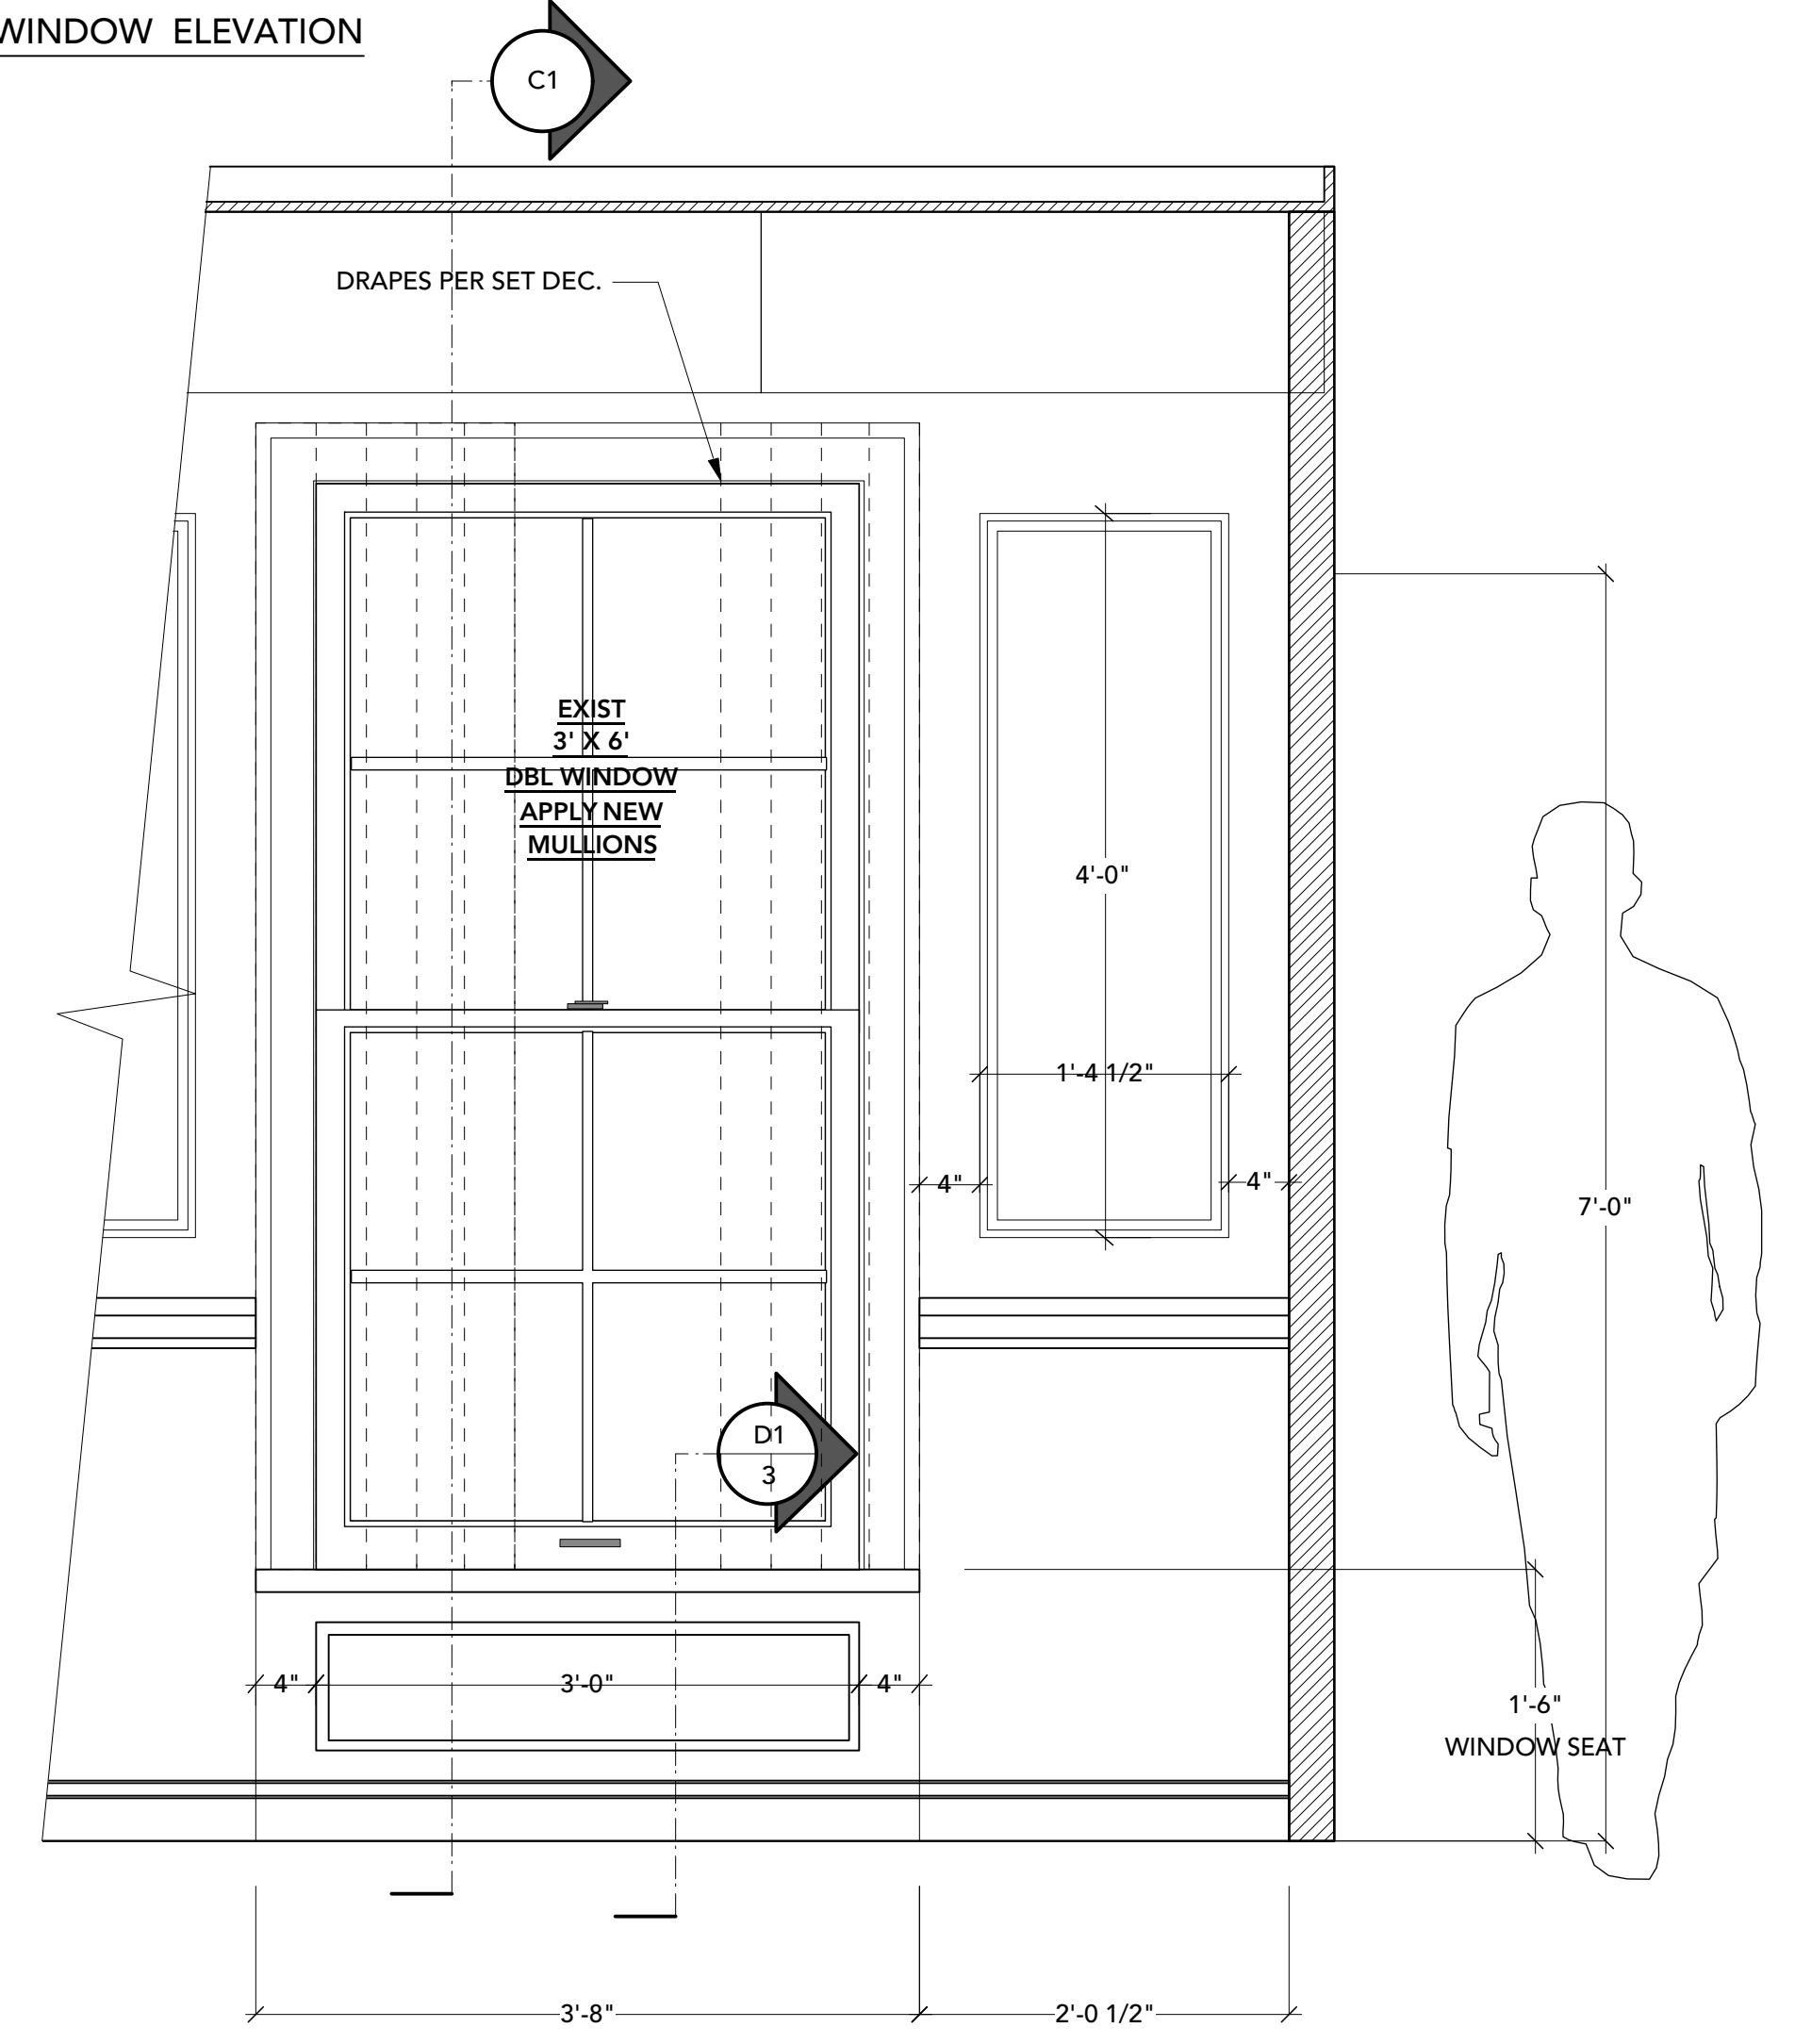 WINDOW ELEVATION
C1
DRAPES PER SET DEC.
EXIST
3' X 6'
DBL WINDOW
APPLY NEW
MULLIONS
4'-0"
1'-4 1/2"
4"
4"
7'-0"
D1
3
4"
3'-0"
4"
1'-6"
WINDOW SEAT
3'-8"
2'-0 1/2"